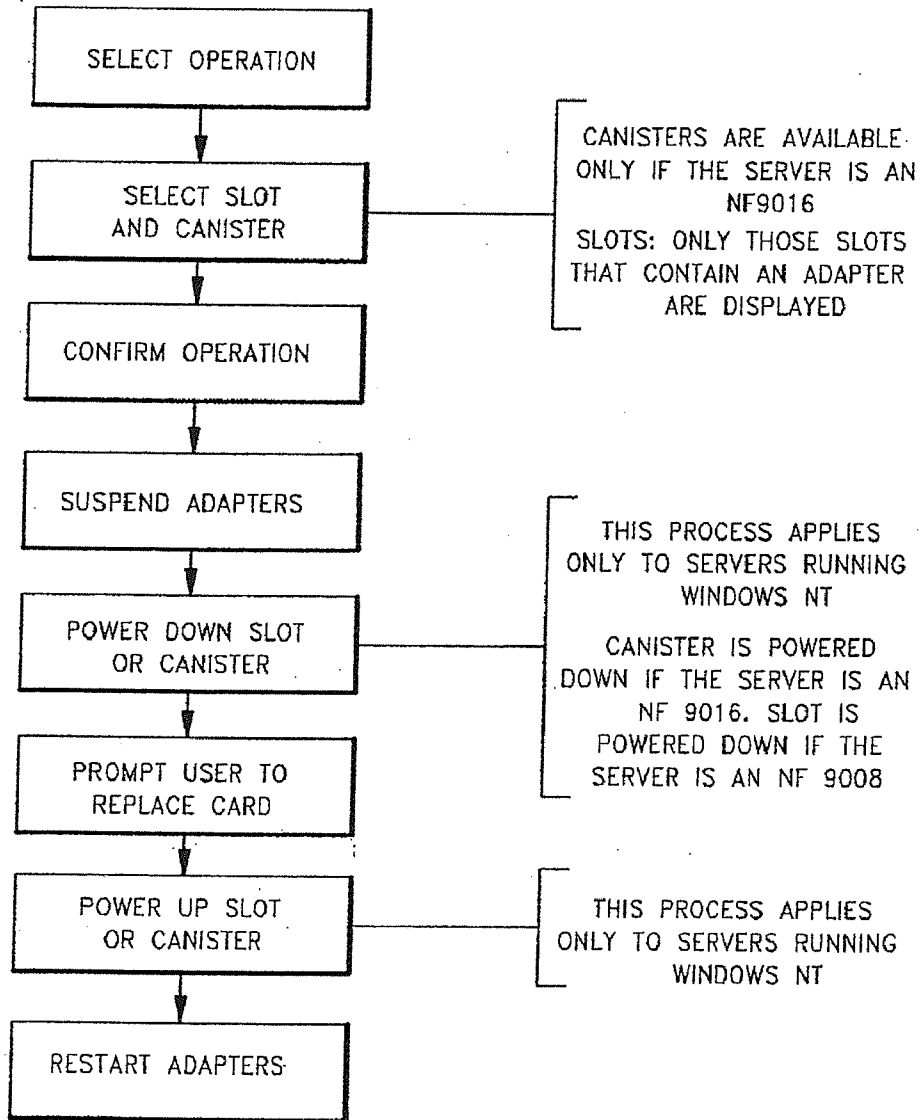 SELECT OPERATION
SELECT SLOT
AND CANISTER
CANISTERS ARE AVAILABLE
ONLY IF THE SERVER IS AN
NF9016
SLOTS: ONLY THOSE SLOTS
THAT CONTAIN AN ADAPTER
ARE DISPLAYED
CONFIRM OPERATION
SUSPEND ADAPTERS
POWER DOWN SLOT
OR CANISTER
THIS PROCESS APPLIES
ONLY TO SERVERS RUNNING
WINDOWS NT
CANISTER IS POWERED
DOWN IF THE SERVER IS AN
NF 9016. SLOT IS
POWERED DOWN IF THE
SERVER IS AN NF 9008
PROMPT USER TO
REPLACE CARD
POWER UP SLOT
OR CANISTER
THIS PROCESS APPLIES
ONLY TO SERVERS RUNNING
WINDOWS NT
RESTART ADAPTERS